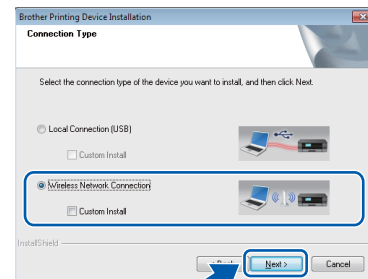 Brother Printing Device Installation
Connection Type
Select the connection type of the device you want to install, and then click Next.
Local Connection (USB)
Custom Install
Wireless Network Connection
Custom Install
InstallShield
Next >
Cancel